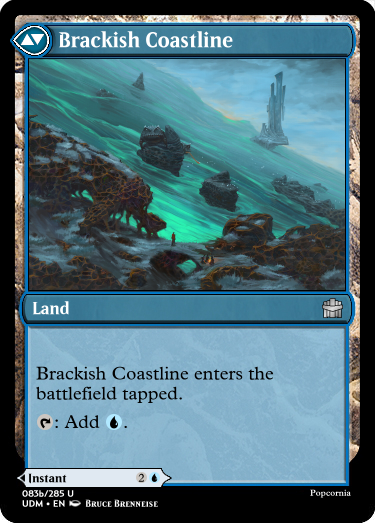 Brackish Coastline
Land
Brackish Coastline enters the
battlefield tapped.
: Add .
Instant 2
083b/285 U Popcornia
UDM • EN Bruce Brenneise